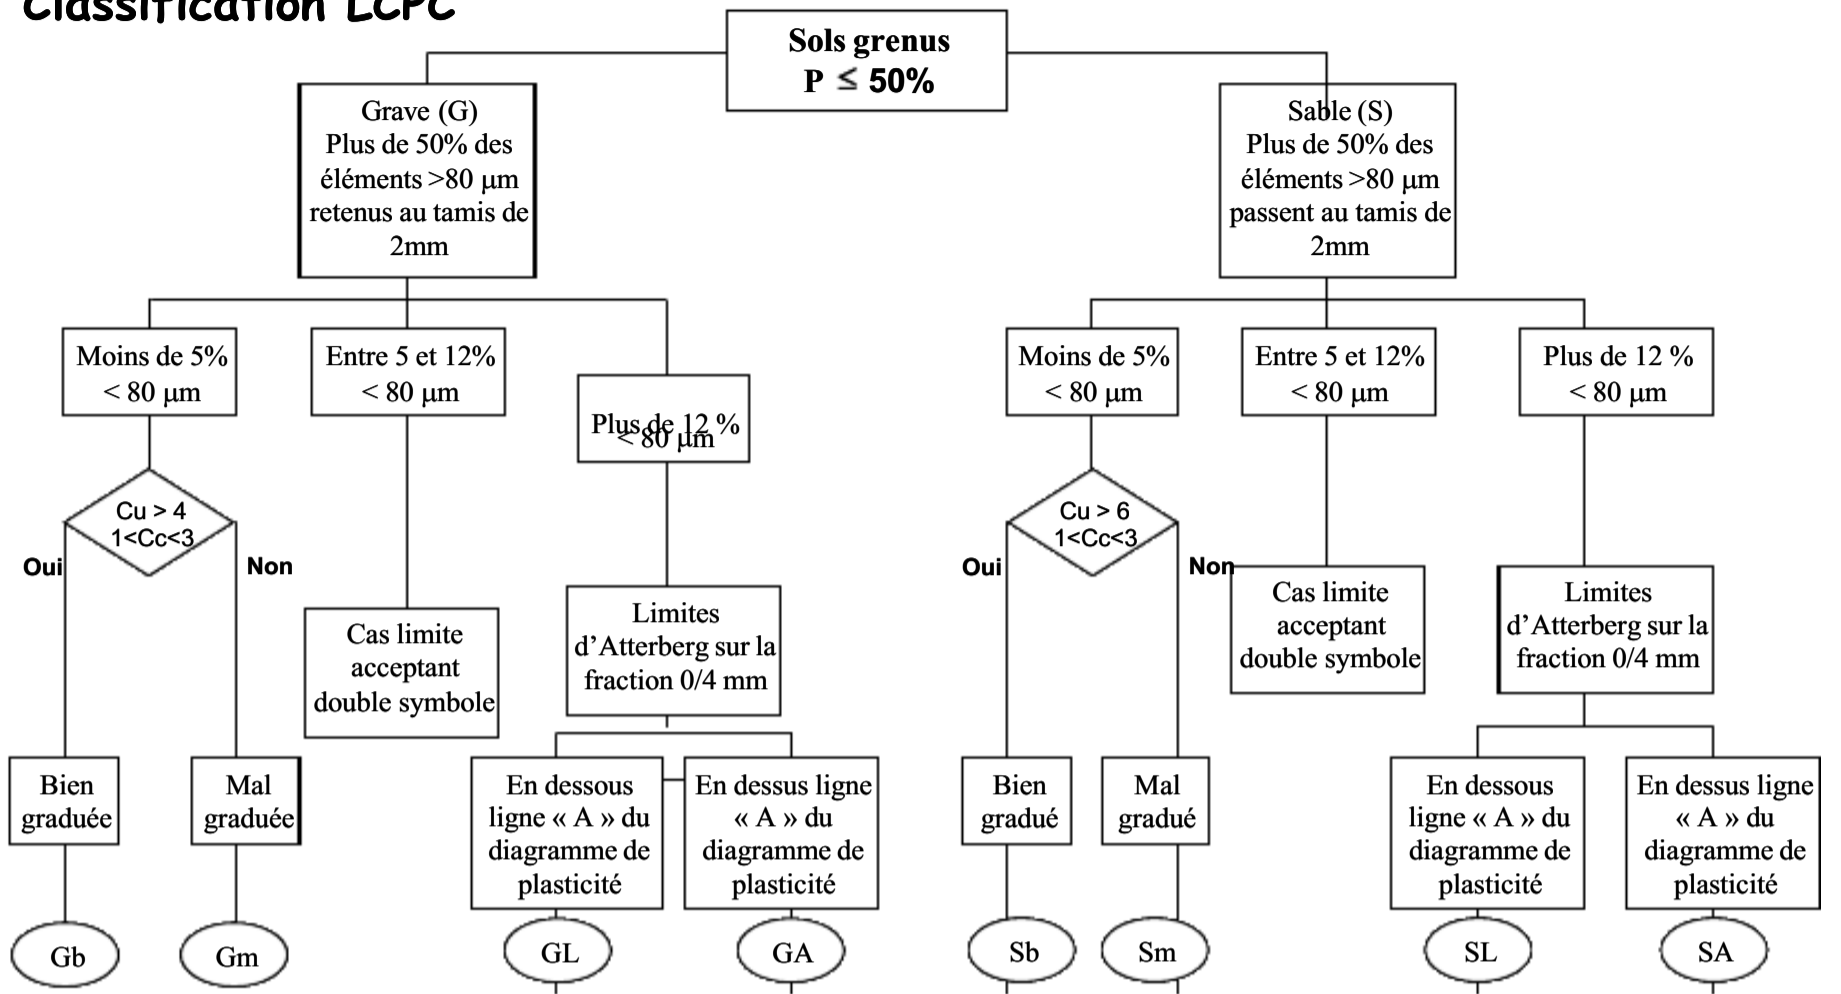 Classification LCPC
Sols grenus
P ≤ 50%
Grave (G)
Plus de 50% des
éléments >80 µm
retenus au tamis de
2mm
Sable (S)
Plus de 50% des
éléments >80 µm
passent au tamis de
2mm
Moins de 5%
< 80 µm
Entre 5 et 12%
< 80 µm
Plus de 12 %
< 80 µm
Moins de 5%
< 80 µm
Entre 5 et 12%
< 80 µm
Plus de 12 %
< 80 µm
Cu > 4
1<Cc<3
Oui
Non
Cu > 6
1<Cc<3
Oui
Non
Cas limite
acceptant
double symbole
Limites
d’Atterberg sur la
fraction 0/4 mm
Cas limite
acceptant
double symbole
Limites
d’Atterberg sur la
fraction 0/4 mm
Bien
graduée
Mal
graduée
En dessous
ligne « A » du
diagramme de
plasticité
En dessus ligne
« A » du
diagramme de
plasticité
Bien
gradué
Mal
gradué
En dessous
ligne « A » du
diagramme de
plasticité
En dessus ligne
« A » du
diagramme de
plasticité
Gb
Gm
GL
GA
Sb
Sm
SL
SA